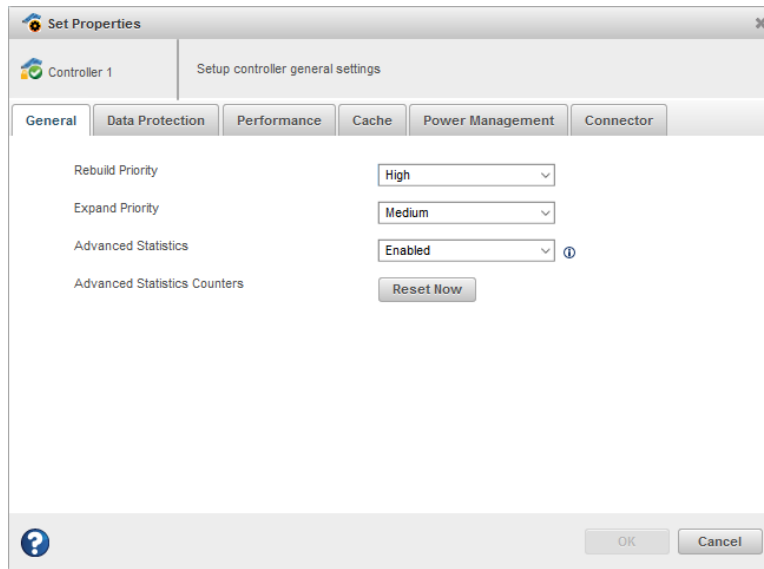 Set Properties
Controller 1
Setup controller general settings
General Data Protection Performance Cache Power Management Connector
Rebuild Priority High
Expand Priority Medium
Advanced Statistics Enabled
Advanced Statistics Counters Reset Now
OK Cancel